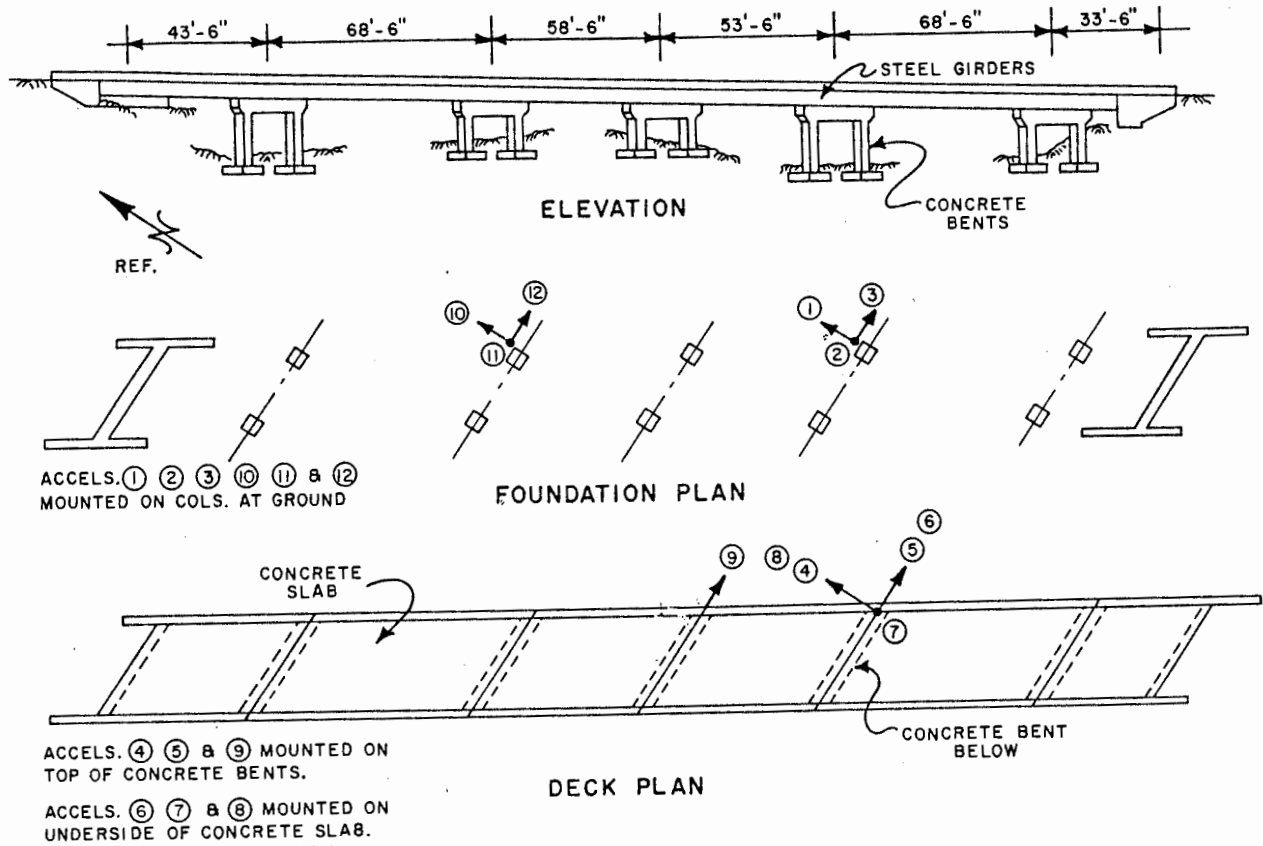 43'-6" 68'-6" 58'-6" 53'-6" 68'-6" 33'-6"
STEEL GIRDERS
ELEVATION
CONCRETE
BENTS
REF.
10 12 1 3
11 2
ACCELS. 1 2 3 10 11 & 12
MOUNTED ON COLS. AT GROUND
FOUNDATION PLAN
CONCRETE
SLAB
9 8 4 5 6
7
CONCRETE BENT
BELOW
ACCELS. 4 5 & 9 MOUNTED ON
TOP OF CONCRETE BENTS.
DECK PLAN
ACCELS. 6 7 & 8 MOUNTED ON
UNDERSIDE OF CONCRETE SLAB.